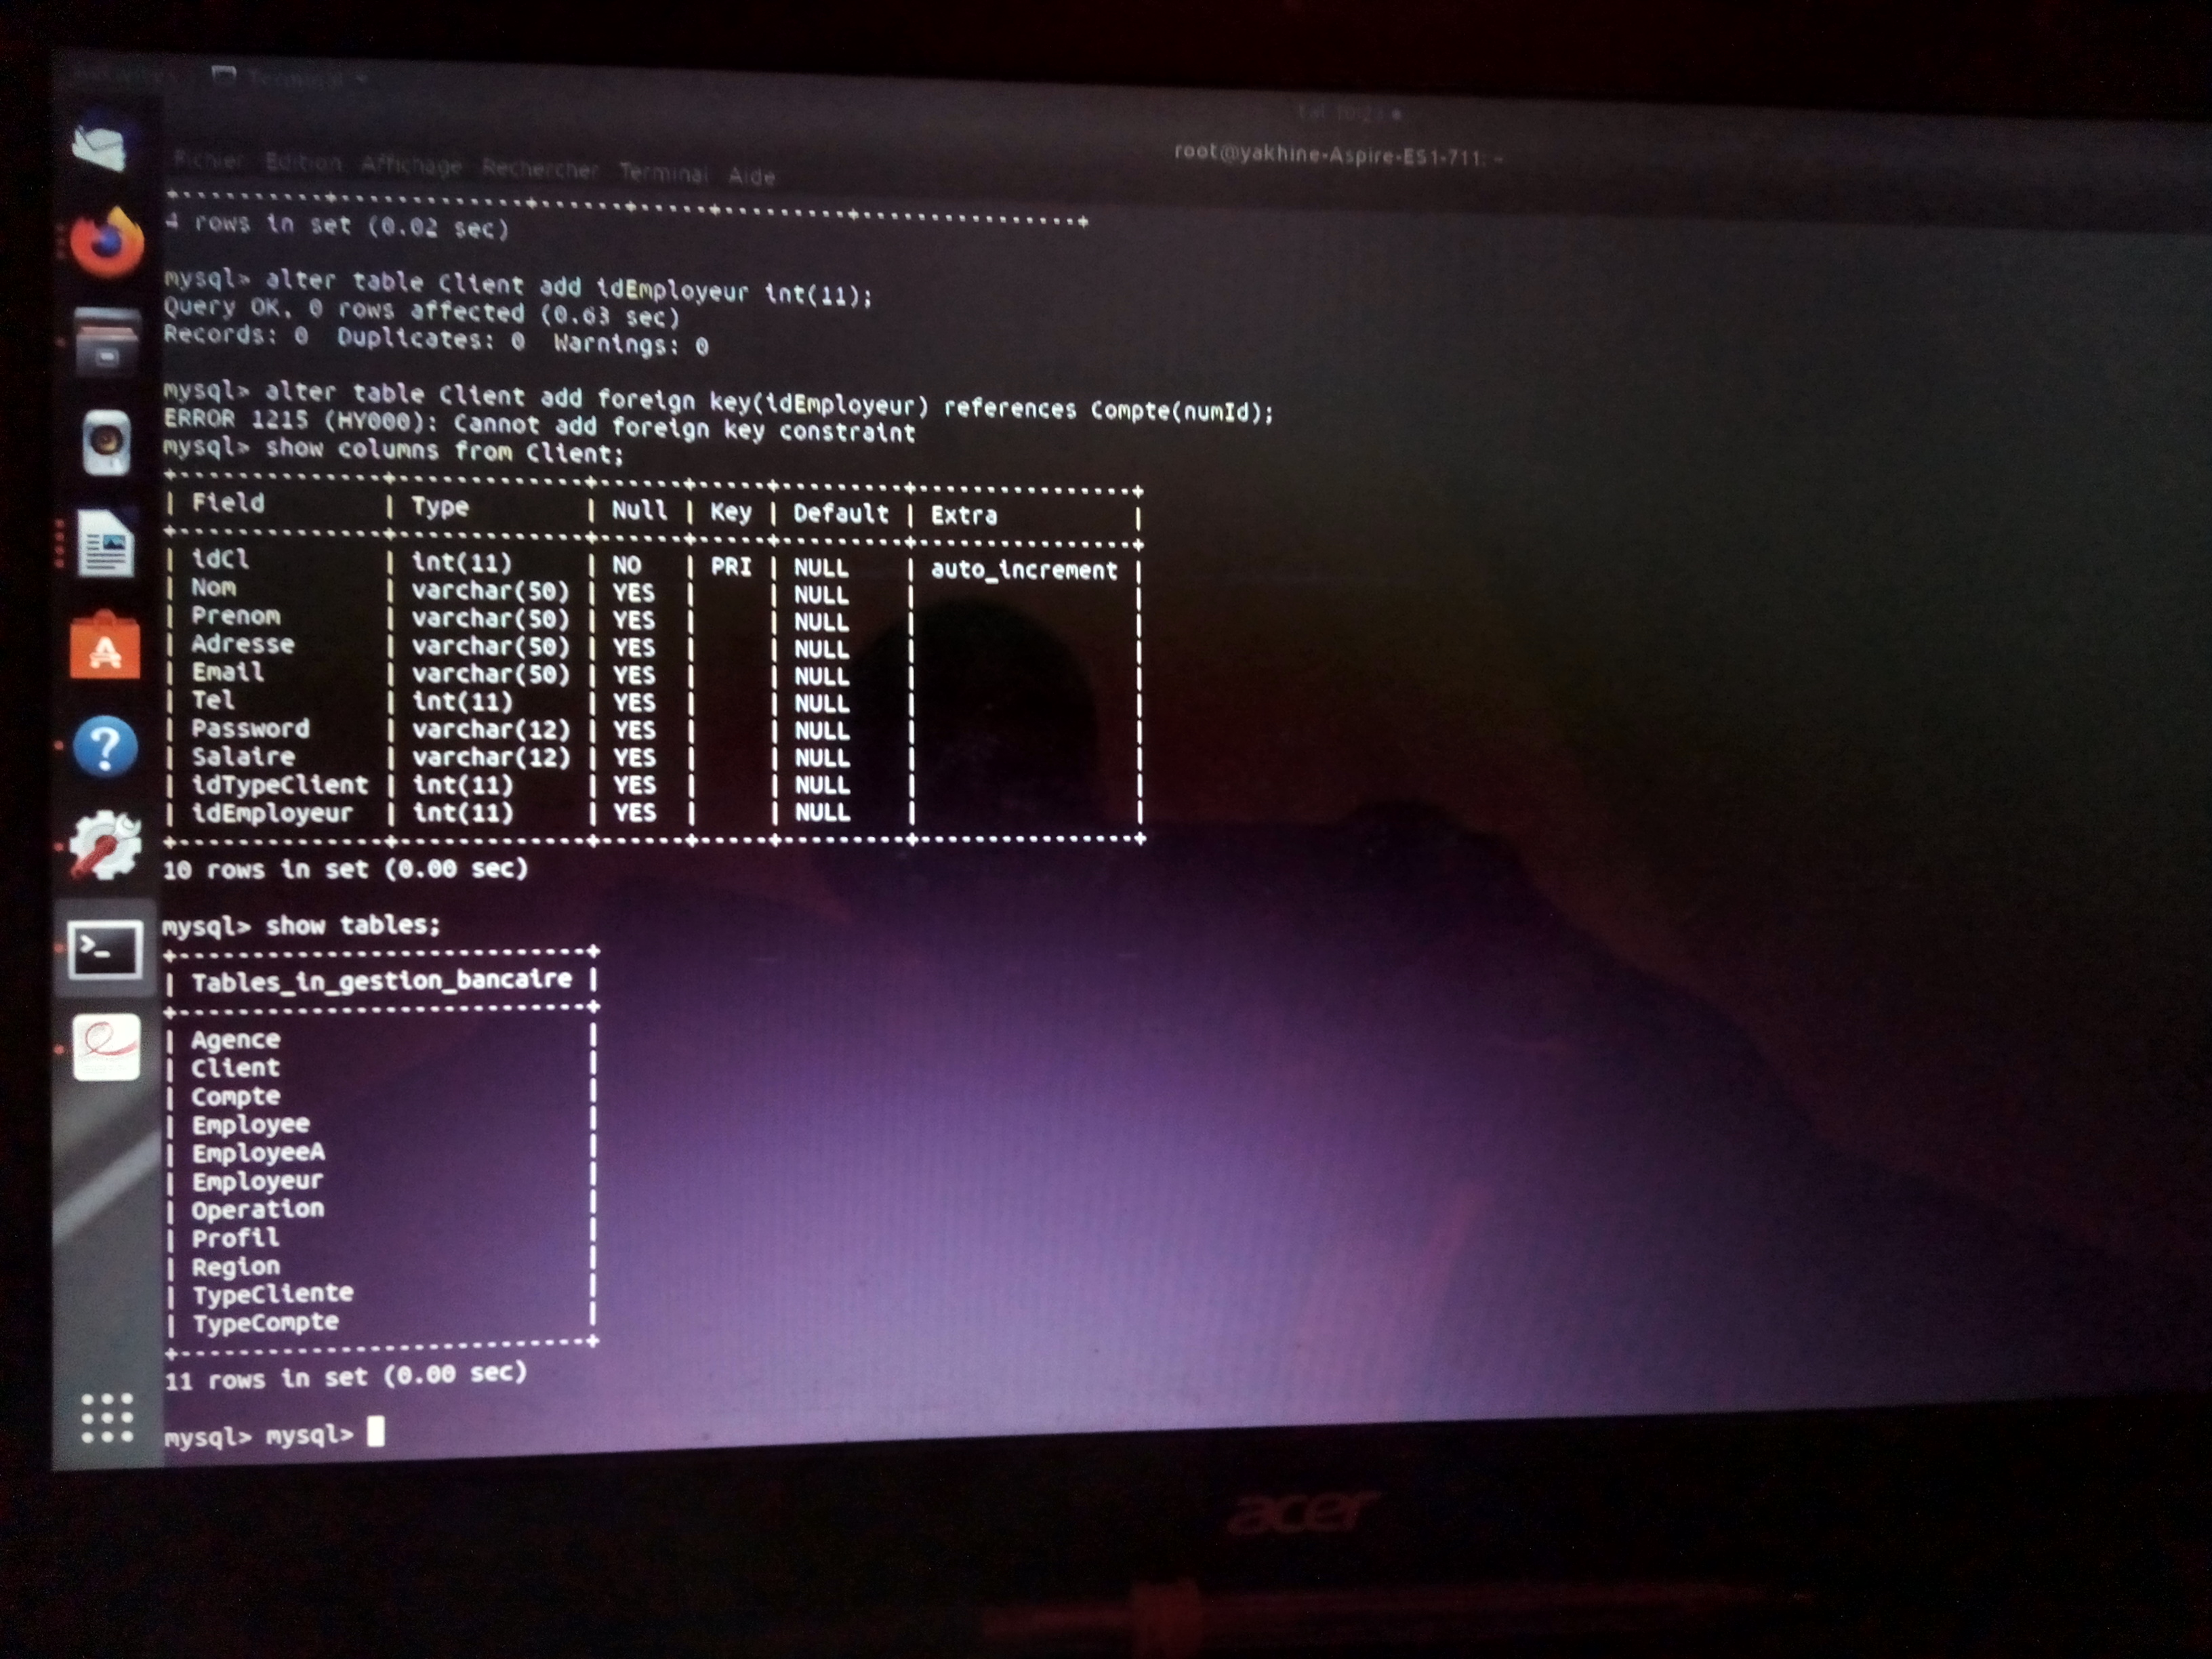 Terminal
10:23
root@yakhine-Aspire-ES1-711: ~
Fichier Edition Affichage Rechercher Terminal Aide
+-----------+--------------+------+-----+---------+----------------+
4 rows in set (0.02 sec)
mysql> alter table Client add idEmployeur int(11);
Query OK, 0 rows affected (0.63 sec)
Records: 0 Duplicates: 0 Warnings: 0
mysql> alter table Client add foreign key(idEmployeur) references Compte(numId);
ERROR 1215 (HY000): Cannot add foreign key constraint
mysql> show columns from Client;
+--------------+-------------+------+-----+---------+----------------+
| Field | Type | Null | Key | Default | Extra |
+--------------+-------------+------+-----+---------+----------------+
| idCl | int(11) | NO | PRI | NULL | auto_increment |
| Nom | varchar(50) | YES | | NULL | |
| Prenom | varchar(50) | YES | | NULL | |
| Adresse | varchar(50) | YES | | NULL | |
| Email | varchar(50) | YES | | NULL | |
| Tel | int(11) | YES | | NULL | |
| Password | varchar(12) | YES | | NULL | |
| Salaire | varchar(12) | YES | | NULL | |
| idTypeClient | int(11) | YES | | NULL | |
| idEmployeur | int(11) | YES | | NULL | |
+--------------+-------------+------+-----+---------+----------------+
10 rows in set (0.00 sec)
mysql> show tables;
+----------------------------+
| Tables_in_gestion_bancaire |
+----------------------------+
| Agence |
| Client |
| Compte |
| Employee |
| EmployeeA |
| Employeur |
| Operation |
| Profil |
| Region |
| TypeCliente |
| TypeCompte |
+----------------------------+
11 rows in set (0.00 sec)
mysql> mysql>
acer